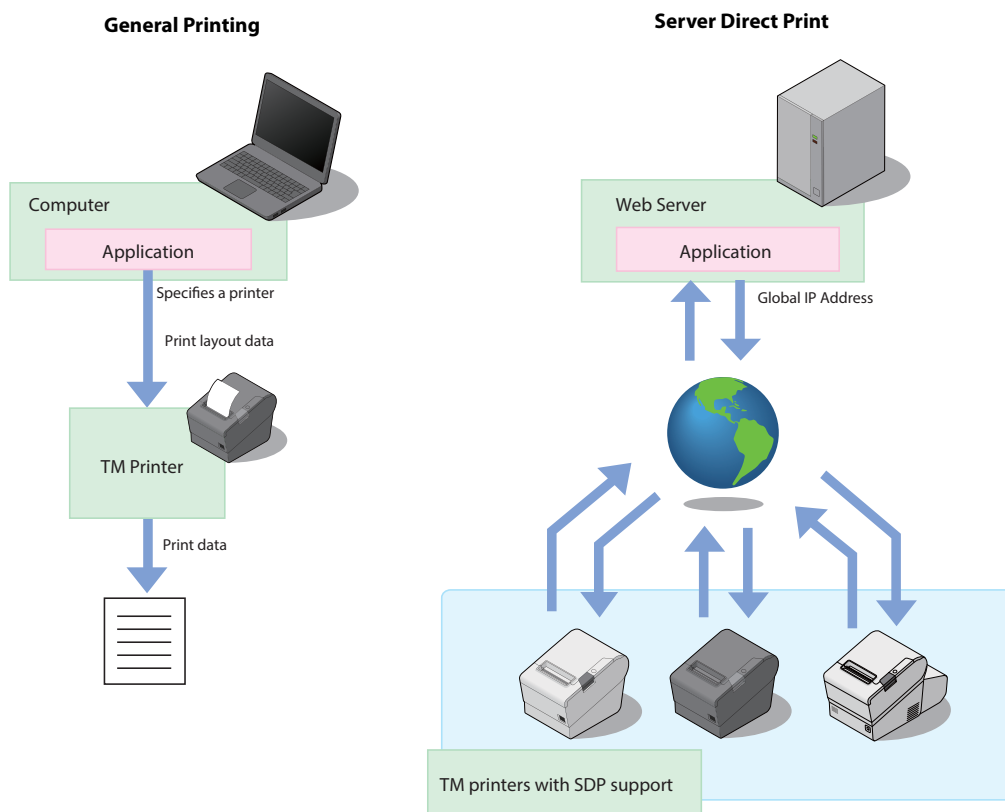 General Printing
Computer
Application
Specifies a printer
Print layout data
TM Printer
Print data
Server Direct Print
Web Server
Application
Global IP Address
TM printers with SDP support